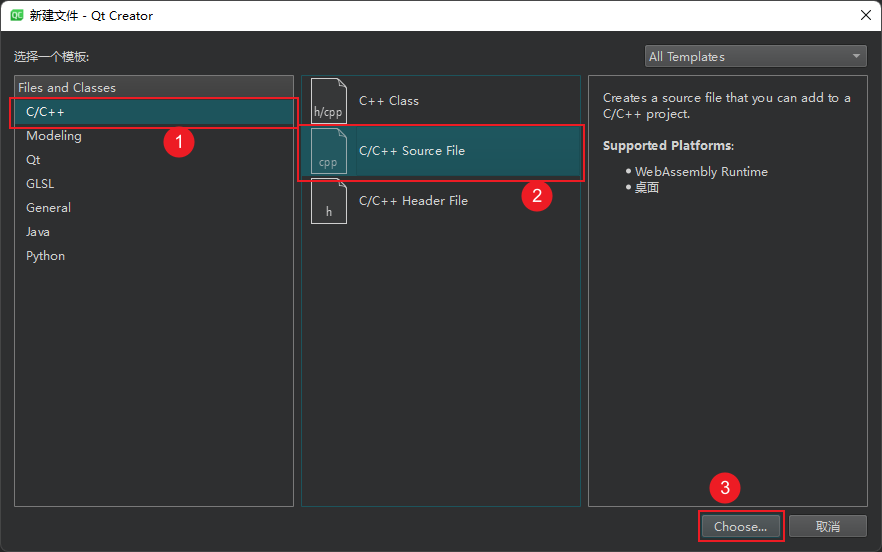 新建文件 - Qt Creator
选择一个模板:
All Templates
Files and Classes
C/C++
Modeling
Qt
GLSL
General
Java
Python
1
h/cpp
C++ Class
cpp
C/C++ Source File
2
h
C/C++ Header File
Creates a source file that you can add to a
C/C++ project.
Supported Platforms:
• WebAssembly Runtime
• 桌面
3
Choose...
取消